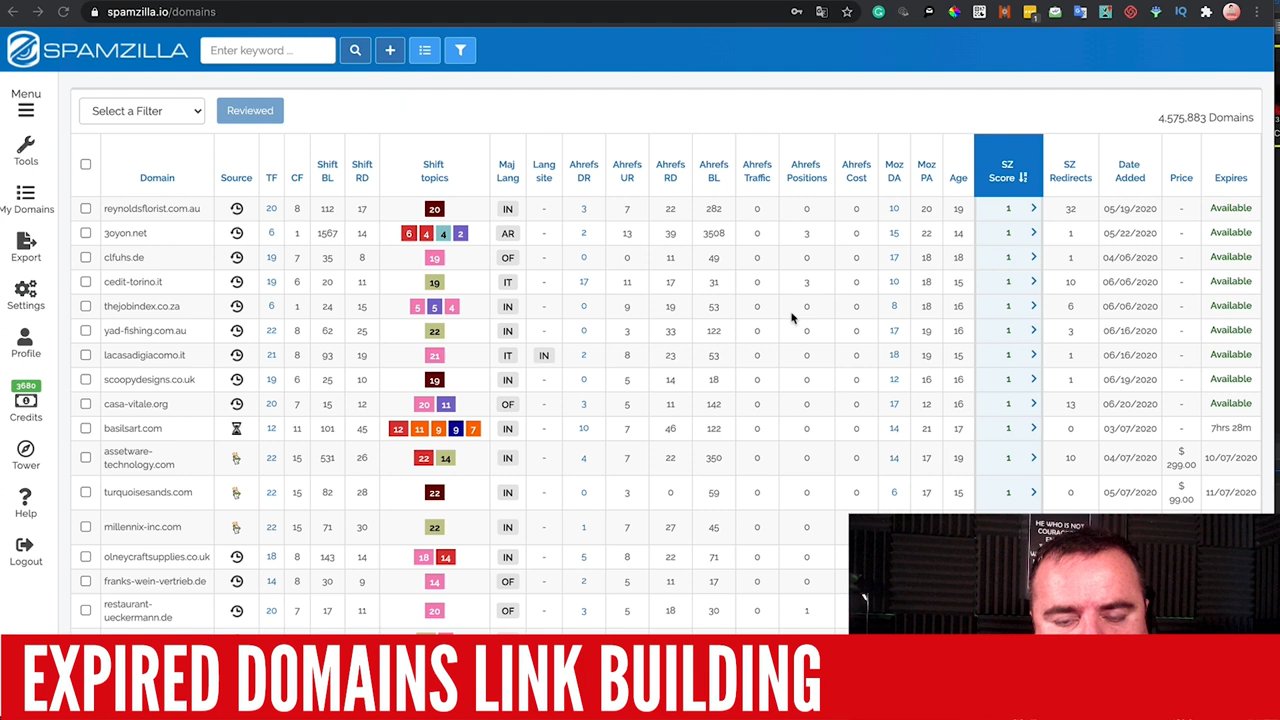 spamzilla.io/domains
SPAMZILLA
Enter keyword ...
Menu
Tools
My Domains
Export
Settings
Profile
3680
Credits
Tower
Help
Logout
Select a Filter
Reviewed
4,575,883 Domains
Domain Source TF CF Shift BL Shift RD Shift topics Maj Lang Lang site Ahrefs DR Ahrefs UR Ahrefs RD Ahrefs BL Ahrefs Traffic Ahrefs Positions Ahrefs Cost Moz DA Moz PA Age SZ Score SZ Redirects Date Added Price Expires
reynoldsflorist.com.au 20 8 112 17 20 IN - 3 7 22 282 0 0 0 10 20 19 1 32 05/19/2020 - Available
3oyon.net 6 1 1567 14 6 4 4 2 AR - 2 13 39 3508 0 3 0 15 22 14 1 1 05/22/2020 - Available
clfuhs.de 19 7 35 8 19 OF - 0 0 11 49 0 0 0 17 18 18 1 1 04/06/2020 - Available
cedit-torino.it 19 6 20 11 19 IT - 17 11 17 31 0 3 0 10 18 15 1 10 06/06/2020 - Available
thejobindex.co.za 6 1 24 15 5 5 4 IN - 0 9 19 53 0 0 0 8 18 16 1 6 06/06/2020 - Available
yad-fishing.com.au 22 8 62 25 22 IN - 0 3 33 122 0 0 0 17 19 16 1 3 06/16/2020 - Available
lacasadigiacomo.it 21 8 93 19 21 IT IN 2 8 23 53 0 0 0 18 19 15 1 1 06/16/2020 - Available
scoopydesigns.co.uk 19 6 25 10 19 IN - 0 5 14 18 0 0 0 12 16 16 1 1 06/19/2020 - Available
casa-vitale.org 20 7 15 12 20 11 OF - 3 5 11 142 0 0 0 17 12 16 1 13 06/20/2020 - Available
basilsart.com 12 11 101 45 12 11 9 9 7 IN - 10 7 46 122 0 0 0 14 21 17 1 0 03/07/2020 - 7hrs 28m
assetware-technology.com 22 15 531 26 22 14 IN - 4 7 22 350 0 0 0 14 17 19 1 10 04/07/2020 $ 299.00 10/07/2020
turquoisesands.com 22 15 82 28 22 IN - 0 3 0 59 0 0 0 6 17 15 1 0 05/07/2020 $ 99.00 11/07/2020
millennix-inc.com 22 15 71 30 22 IN - 1 7 27 45 0 0
olneycraftsupplies.co.uk 18 8 143 14 18 14 IN - 5 8 22 71 0 0
franks-wein-vertrieb.de 14 8 30 9 14 OF - 2 5 11 17 0 0
restaurant-ueckermann.de 20 7 17 11 20 OF - 3 5 18 30 0 1
HE WHO IS NOT
EXPIRED DOMAINS LINK BUILDING